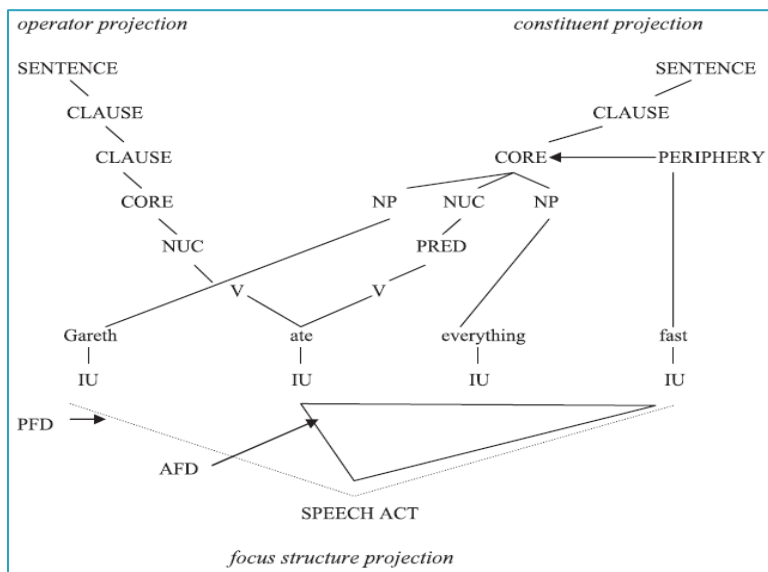 operator projection constituent projection
SENTENCE SENTENCE
CLAUSE CLAUSE
CLAUSE CORE PERIPHERY
CORE NP NUC NP
NUC PRED
V V
Gareth ate everything fast
IU IU IU IU
PFD
AFD
SPEECH ACT
focus structure projection